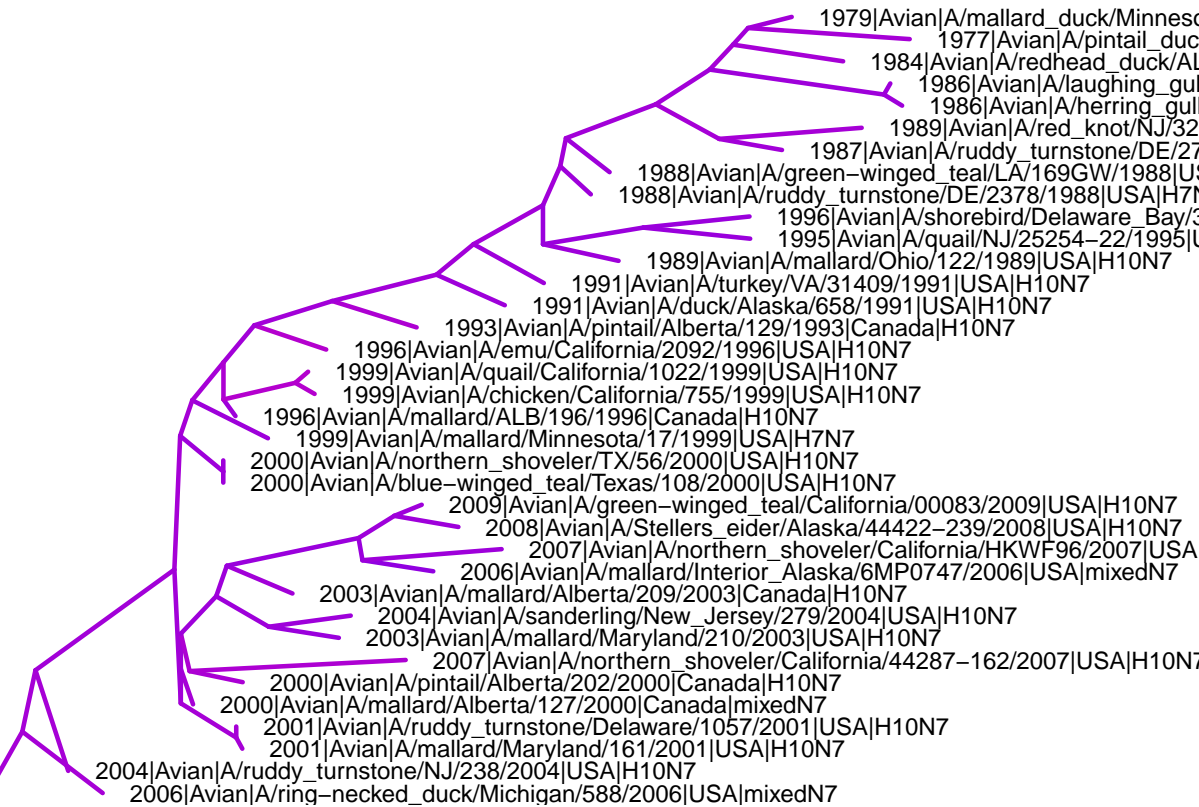 1979|Avian|A/mallard_duck/Minneso
1977|Avian|A/pintail_duc
1984|Avian|A/redhead_duck/AL
1986|Avian|A/laughing_gul
1986|Avian|A/herring_gull
1989|Avian|A/red_knot/NJ/32
1987|Avian|A/ruddy_turnstone/DE/27
1988|Avian|A/green−winged_teal/LA/169GW/1988|US
1988|Avian|A/ruddy_turnstone/DE/2378/1988|USA|H7N
1996|Avian|A/shorebird/Delaware_Bay/3
1995|Avian|A/quail/NJ/25254−22/1995|U
1989|Avian|A/mallard/Ohio/122/1989|USA|H10N7
1991|Avian|A/turkey/VA/31409/1991|USA|H10N7
1991|Avian|A/duck/Alaska/658/1991|USA|H10N7
1993|Avian|A/pintail/Alberta/129/1993|Canada|H10N7
1996|Avian|A/emu/California/2092/1996|USA|H10N7
1999|Avian|A/quail/California/1022/1999|USA|H10N7
1999|Avian|A/chicken/California/755/1999|USA|H10N7
1996|Avian|A/mallard/ALB/196/1996|Canada|H10N7
1999|Avian|A/mallard/Minnesota/17/1999|USA|H7N7
2000|Avian|A/northern_shoveler/TX/56/2000|USA|H10N7
2000|Avian|A/blue−winged_teal/Texas/108/2000|USA|H10N7
2009|Avian|A/green−winged_teal/California/00083/2009|USA|H10N7
2008|Avian|A/Stellers_eider/Alaska/44422−239/2008|USA|H10N7
2007|Avian|A/northern_shoveler/California/HKWF96/2007|USA
2006|Avian|A/mallard/Interior_Alaska/6MP0747/2006|USA|mixedN7
2003|Avian|A/mallard/Alberta/209/2003|Canada|H10N7
2004|Avian|A/sanderling/New_Jersey/279/2004|USA|H10N7
2003|Avian|A/mallard/Maryland/210/2003|USA|H10N7
2007|Avian|A/northern_shoveler/California/44287−162/2007|USA|H10N7
2000|Avian|A/pintail/Alberta/202/2000|Canada|H10N7
2000|Avian|A/mallard/Alberta/127/2000|Canada|mixedN7
2001|Avian|A/ruddy_turnstone/Delaware/1057/2001|USA|H10N7
2001|Avian|A/mallard/Maryland/161/2001|USA|H10N7
2004|Avian|A/ruddy_turnstone/NJ/238/2004|USA|H10N7
2006|Avian|A/ring−necked_duck/Michigan/588/2006|USA|mixedN7